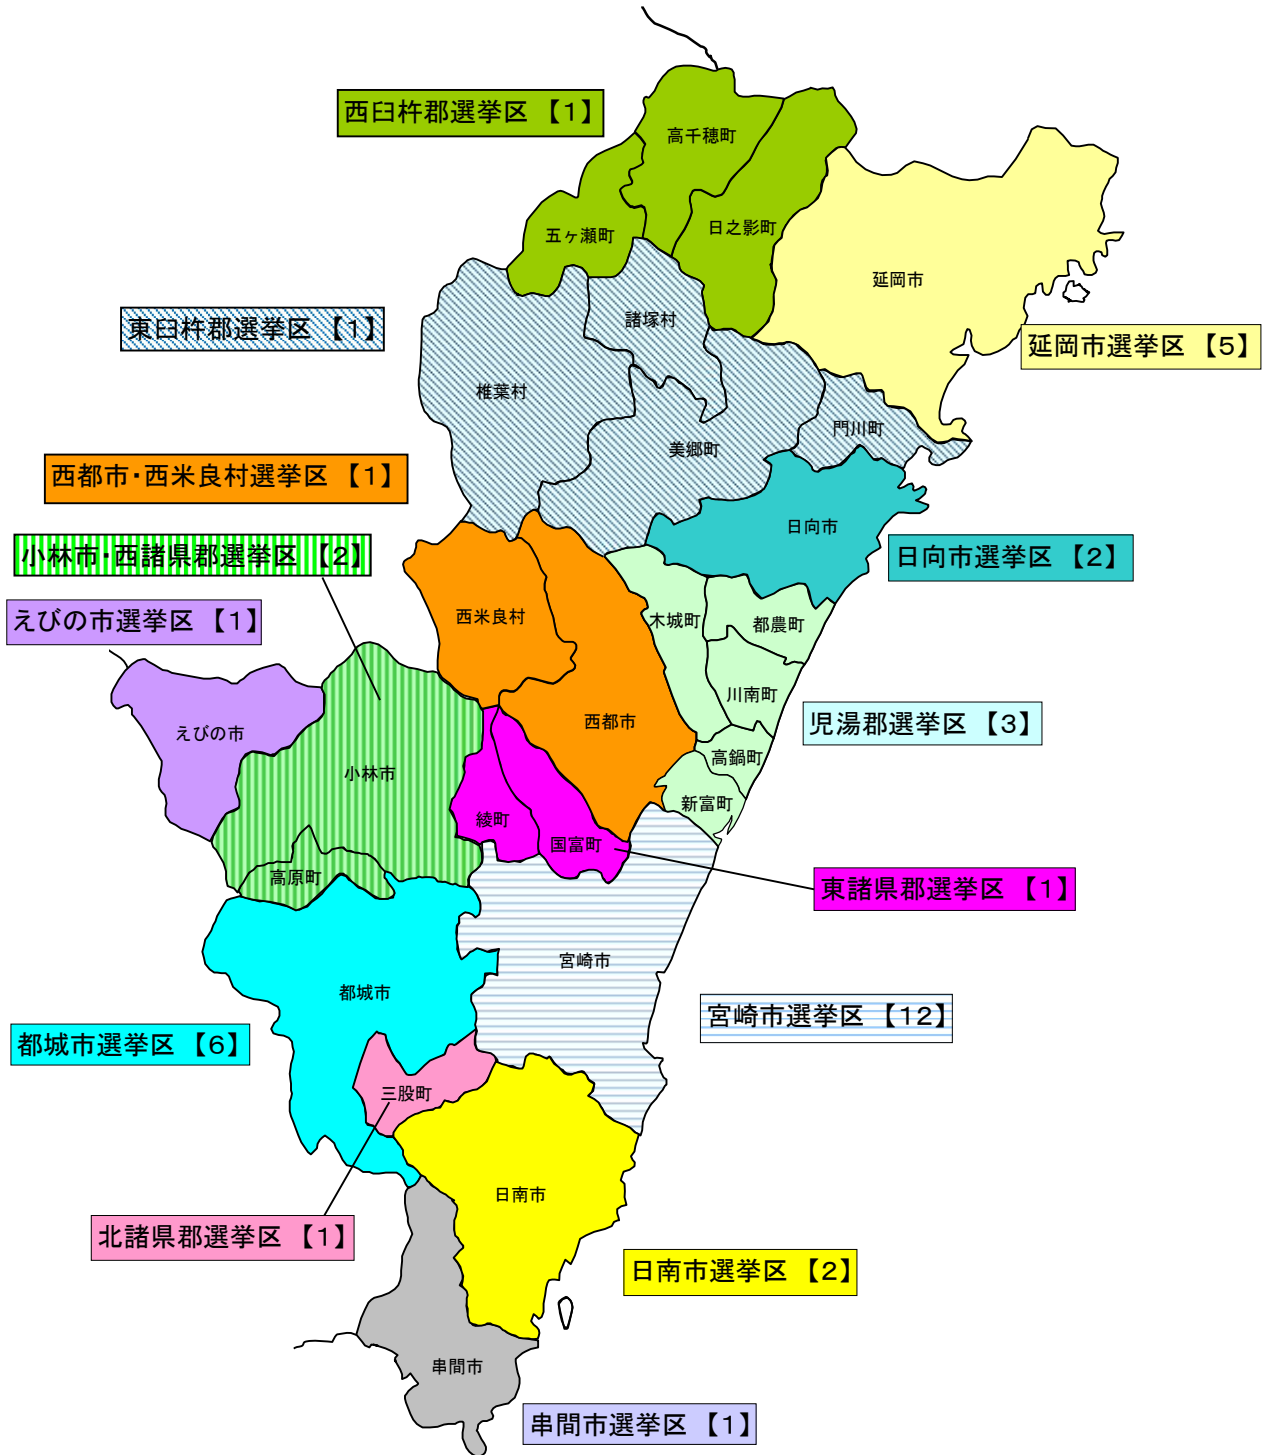 西臼杵郡選挙区 【1】
高千穂町
日之影町
五ヶ瀬町
延岡市
東臼杵郡選挙区 【1】
諸塚村
延岡市選挙区 【5】
椎葉村
門川町
美郷町
西都市・西米良村選挙区 【1】
日向市
小林市・西諸県郡選挙区 【2】
日向市選挙区 【2】
えびの市選挙区 【1】
西米良村
木城町
都農町
川南町
西都市
児湯郡選挙区 【3】
えびの市
高鍋町
小林市
新富町
綾町
国富町
高原町
東諸県郡選挙区 【1】
宮崎市
都城市
宮崎市選挙区 【12】
都城市選挙区 【6】
三股町
日南市
北諸県郡選挙区 【1】
日南市選挙区 【2】
串間市
串間市選挙区 【1】